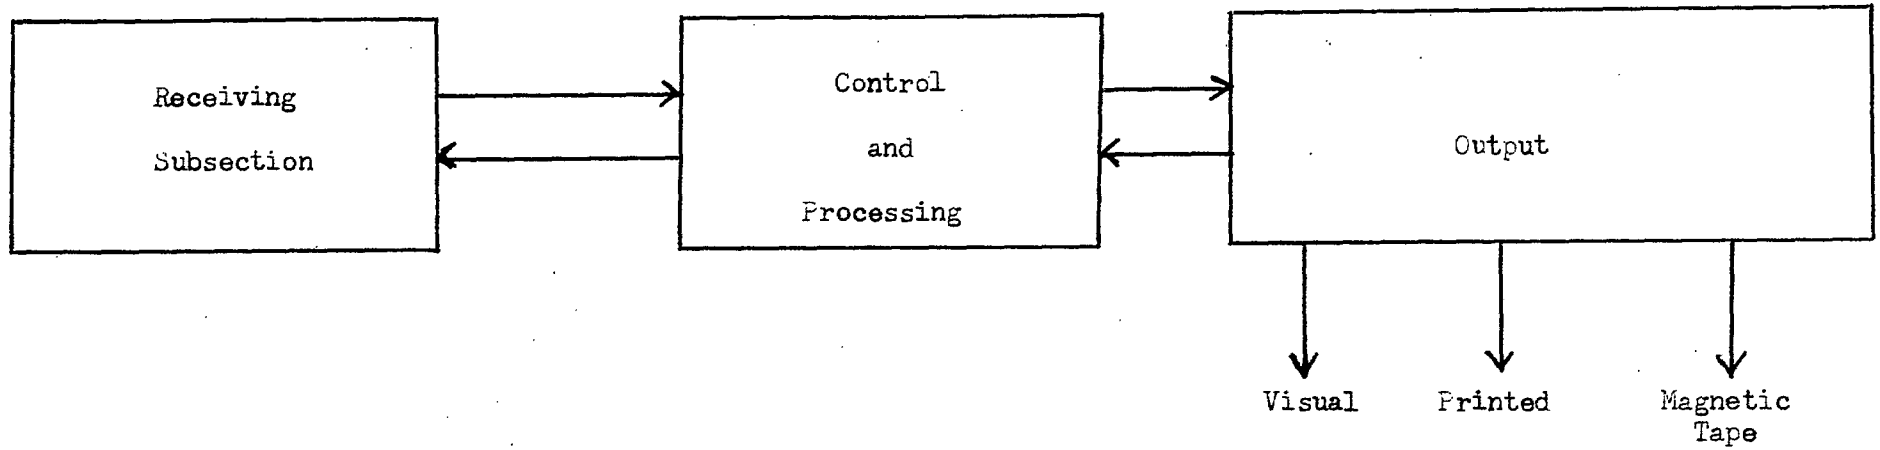 Receiving
Subsection
Control
and
Processing
Output
Visual
Printed
Magnetic
Tape